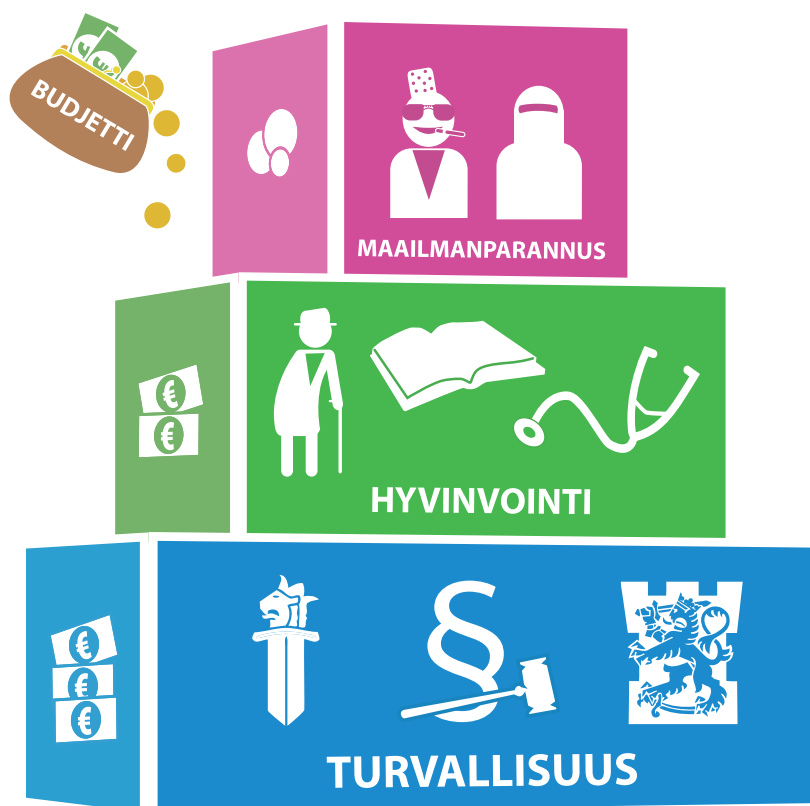 BUDJETTI
MAAILMANPARANNUS
€
€
HYVINVOINTI
€
€
€
§
TURVALLISUUS